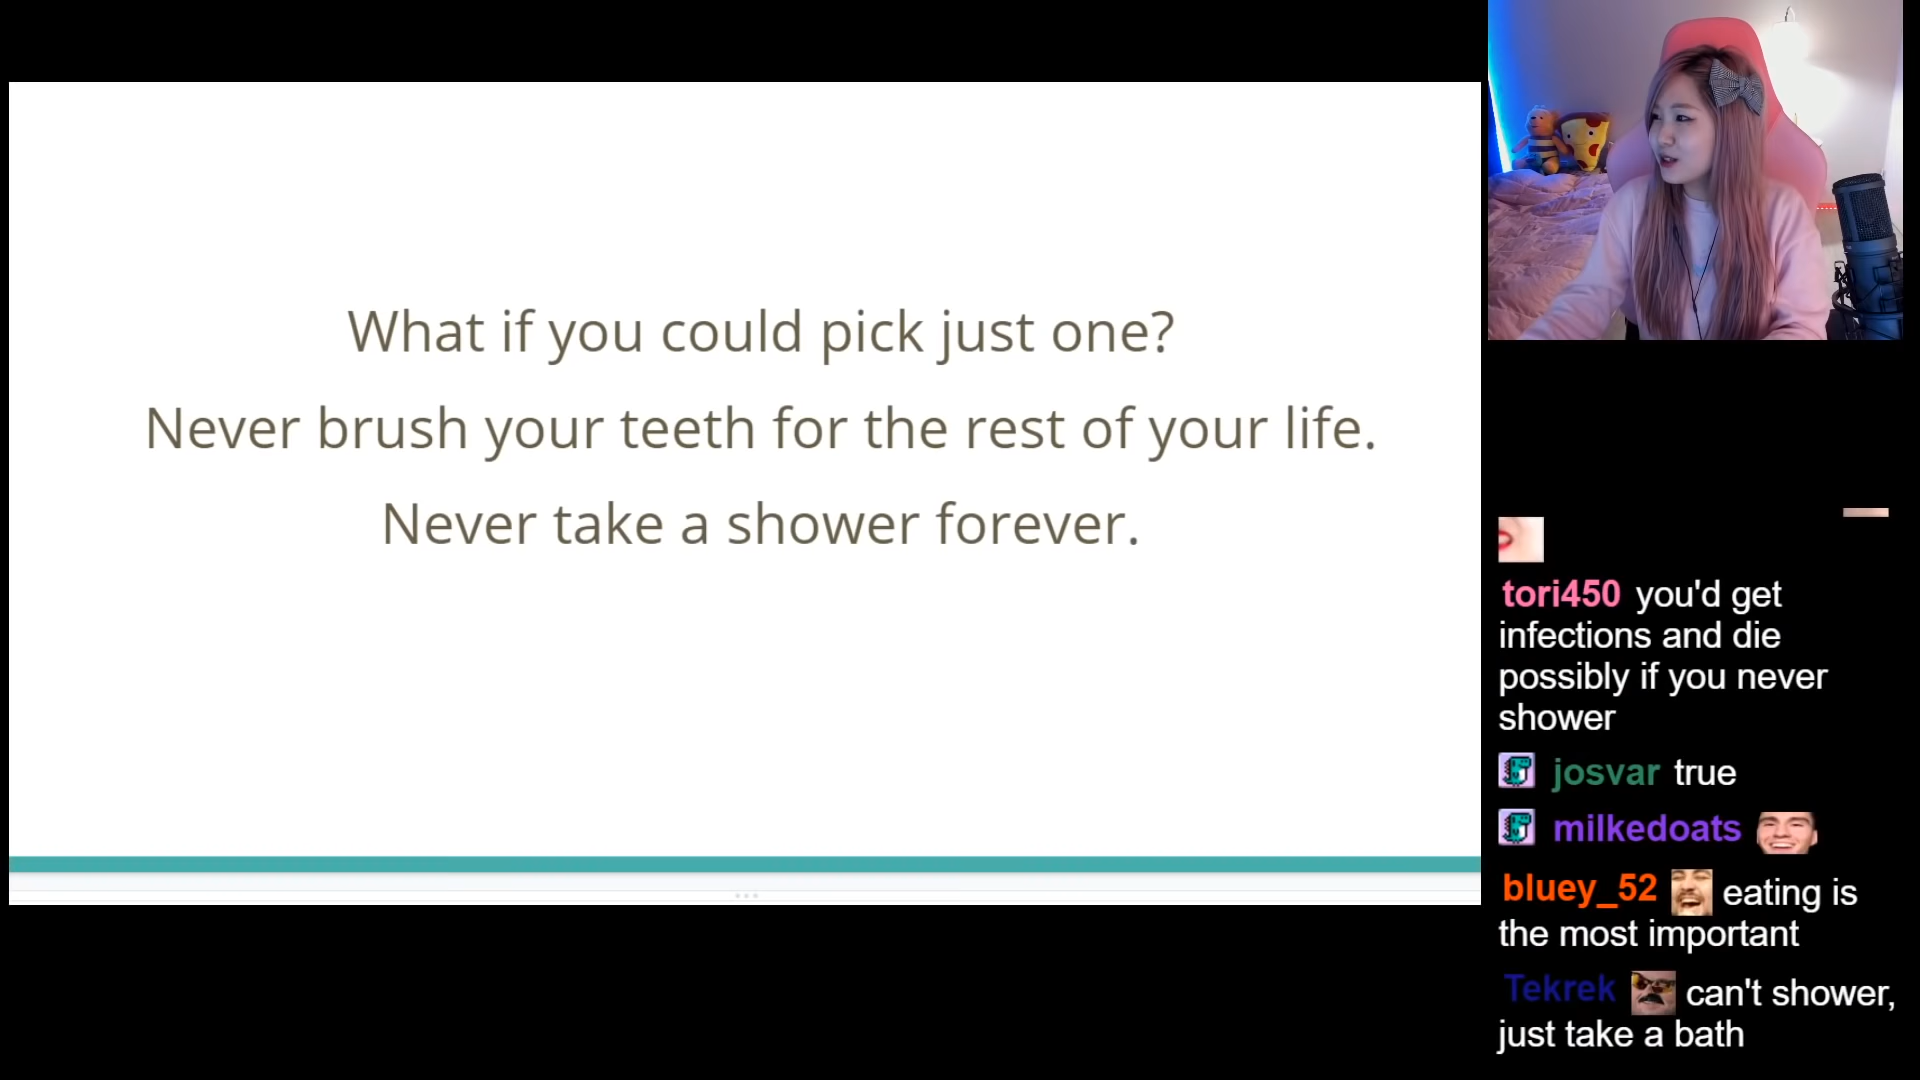 What if you could pick just one?
Never brush your teeth for the rest of your life.
Never take a shower forever.
tori450 you'd get
infections and die
possibly if you never
shower
josvar true
milkedoats
bluey_52 eating is
the most important
Tekrek can't shower,
just take a bath